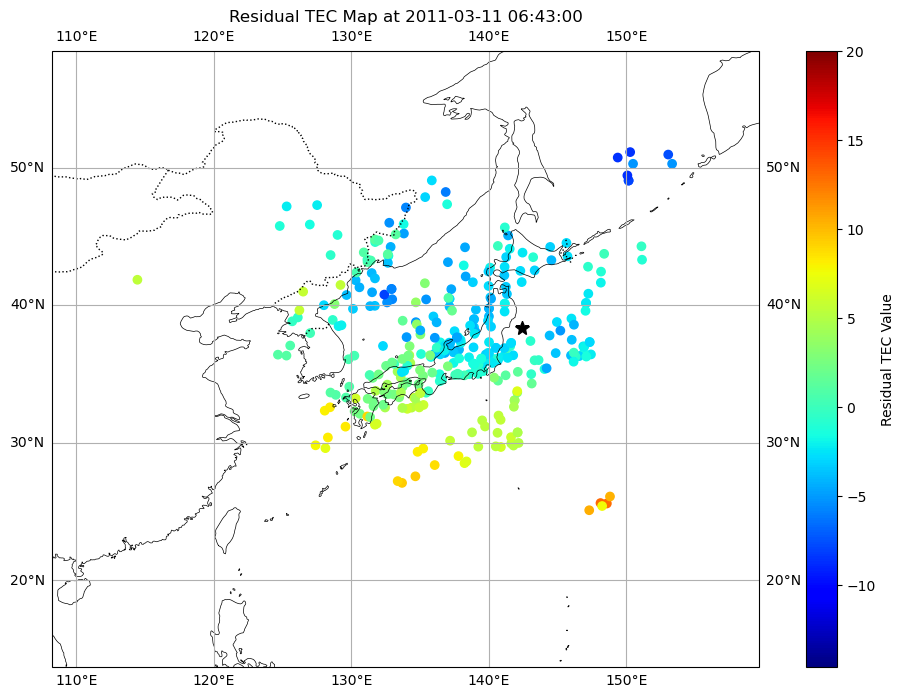 Residual TEC Map at 2011-03-11 06:43:00
110°E 120°E 130°E 140°E 150°E
20
15
50°N 50°N
10
40°N 40°N
5
Residual TEC Value
0
30°N 30°N
−5
20°N 20°N
−10
110°E 120°E 130°E 140°E 150°E